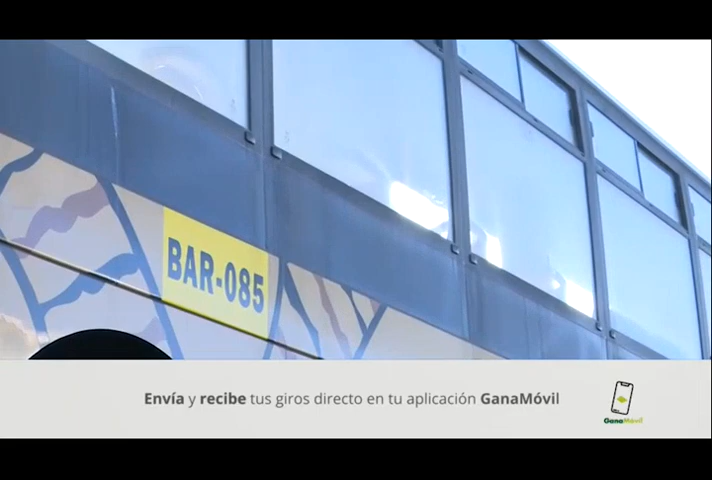 BAR-085
Envía y recibe tus giros directo en tu aplicación GanaMóvil
GanaMóvil